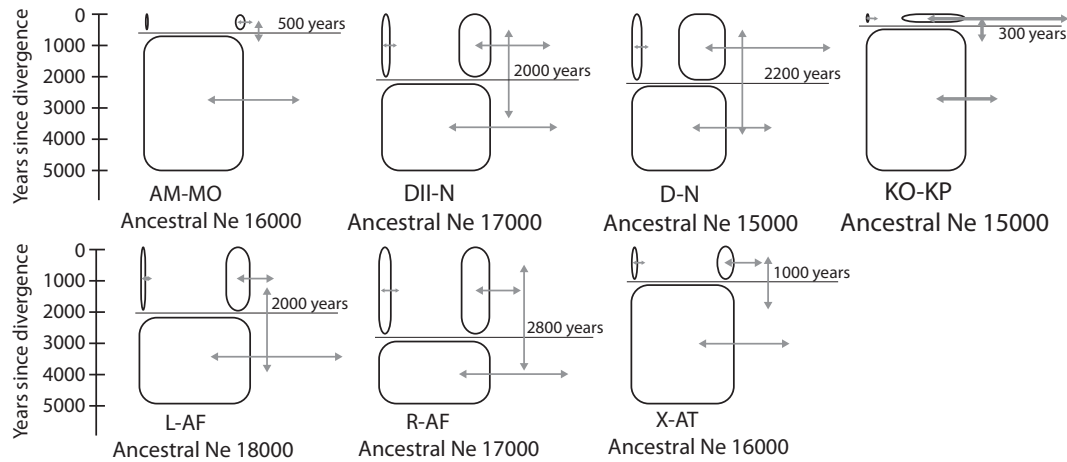 Years since divergence
0
1000
2000
3000
4000
5000
500 years
2000 years
2200 years
300 years
AM-MO
DII-N
D-N
KO-KP
Ancestral Ne 16000
Ancestral Ne 17000
Ancestral Ne 15000
Ancestral Ne 15000
Years since divergence
0
1000
2000
3000
4000
5000
2000 years
2800 years
1000 years
L-AF
R-AF
X-AT
Ancestral Ne 18000
Ancestral Ne 17000
Ancestral Ne 16000